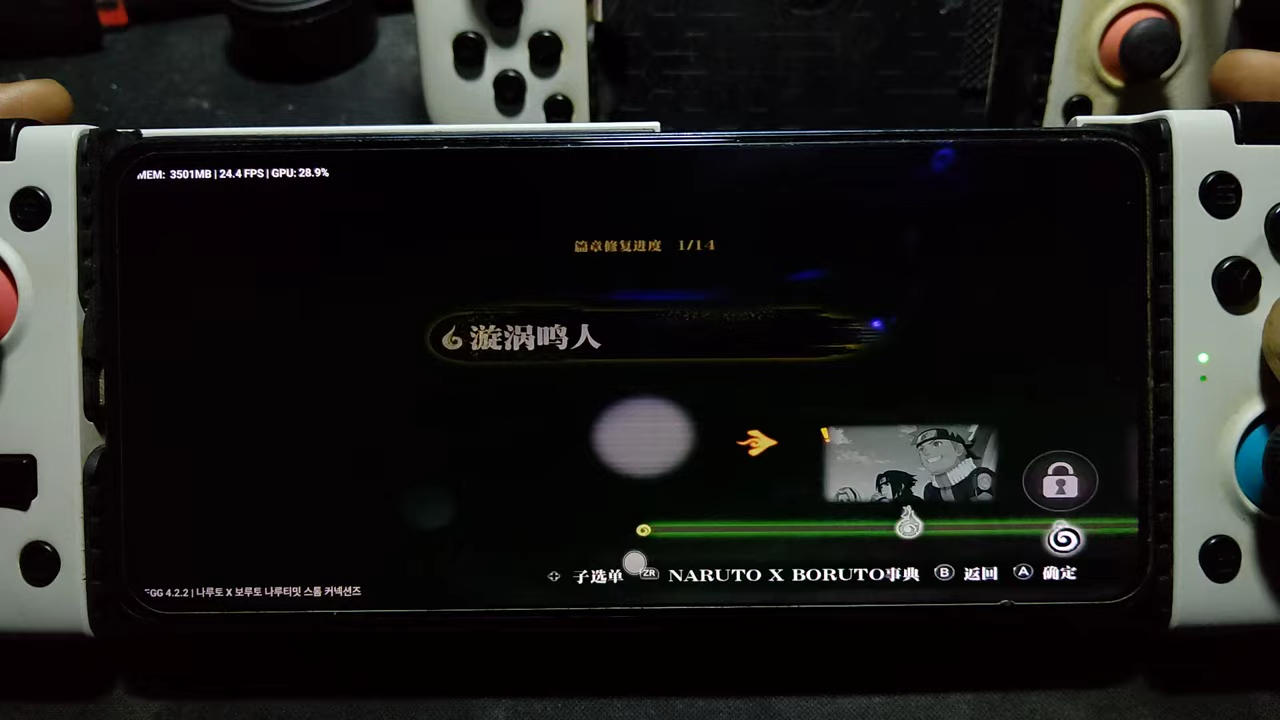 MEM: 3501MB | 24.4 FPS | GPU: 28.9%
篇章修复进度 1/14
漩涡鸣人
子选单 ZR NARUTO X BORUTO事典 B 返回 A 确定
EGG 4.2.2 | 나루토 X 보루토 나루티밋 스톰 커넥션즈